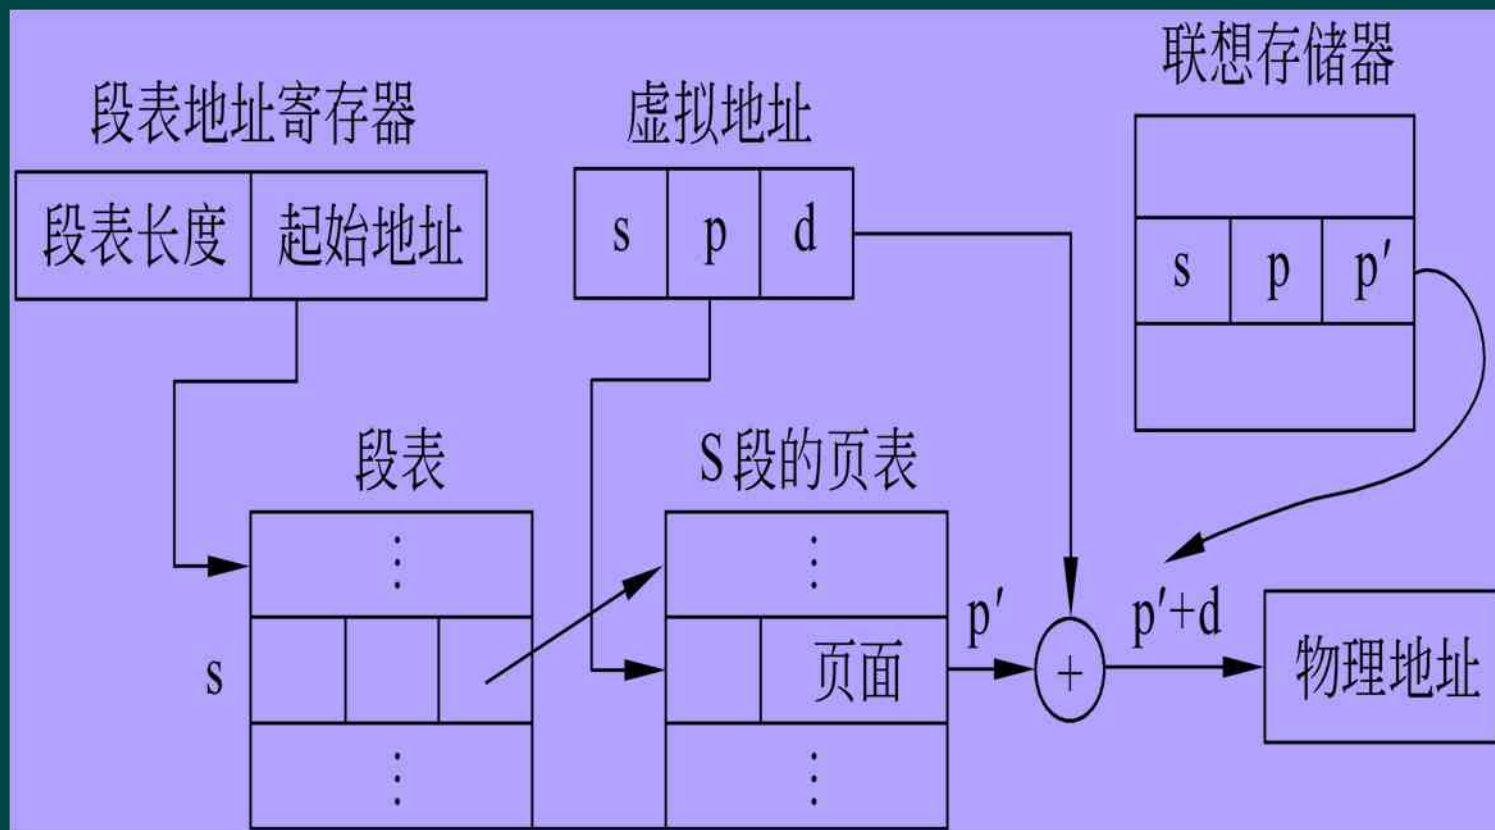 联想存储器
段表地址寄存器
虚拟地址
段表长度 起始地址
s p d
s p p′
段表
S段的页表
⋮
⋮
s
页面
p′
+
p′+d
物理地址
⋮
⋮